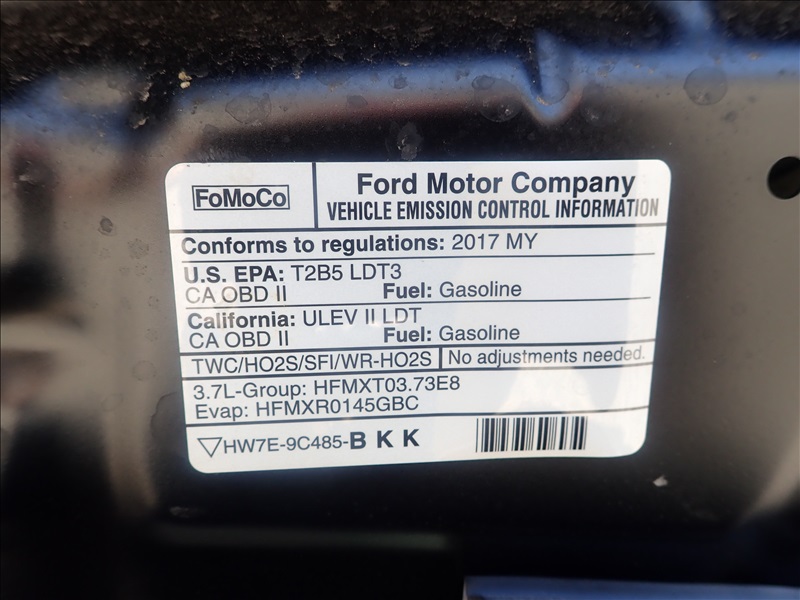 FoMoCo
Ford Motor Company
VEHICLE EMISSION CONTROL INFORMATION
Conforms to regulations: 2017 MY
U.S. EPA: T2B5 LDT3
CA OBD II Fuel: Gasoline
California: ULEV II LDT
CA OBD II Fuel: Gasoline
TWC/HO2S/SFI/WR-HO2S No adjustments needed.
3.7L-Group: HFMXT03.73E8
Evap: HFMXR0145GBC
HW7E-9C485-B K K